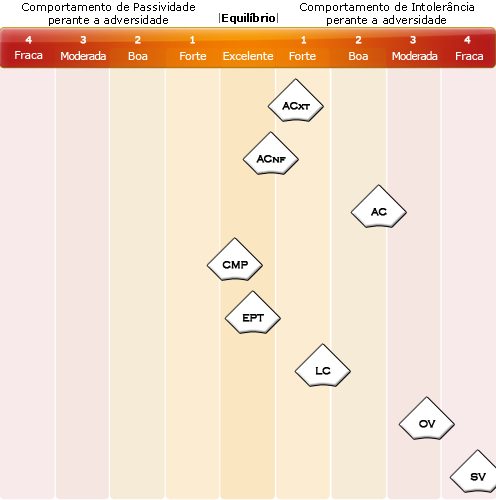 Comportamento de Passividade
perante a adversidade
|Equilíbrio|
Comportamento de Intolerância
perante a adversidade
4 3 2 1 1 2 3 4
Fraca Moderada Boa Forte Excelente Forte Boa Moderada Fraca
ACXT
ACNF
AC
CMP
EPT
LC
OV
SV